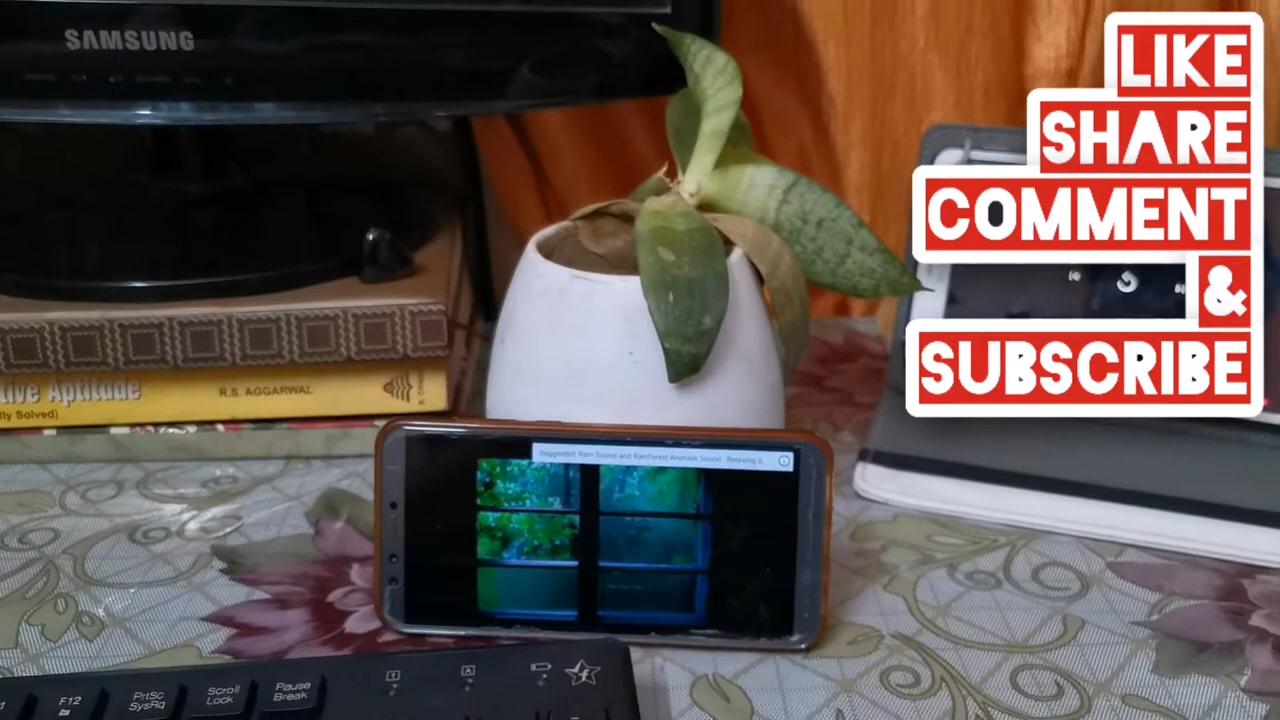 SAMSUNG
LIKE
SHARE
COMMENT
&
SUBSCRIBE
tive Aptitude
R.S. AGGARWAL
lly Solved)
Suggested: Rain Sound and Rainforest Animals Sound - Relaxing S..
F12
PrtSc
SysRq
Scroll
Lock
Pause
Break
1
A